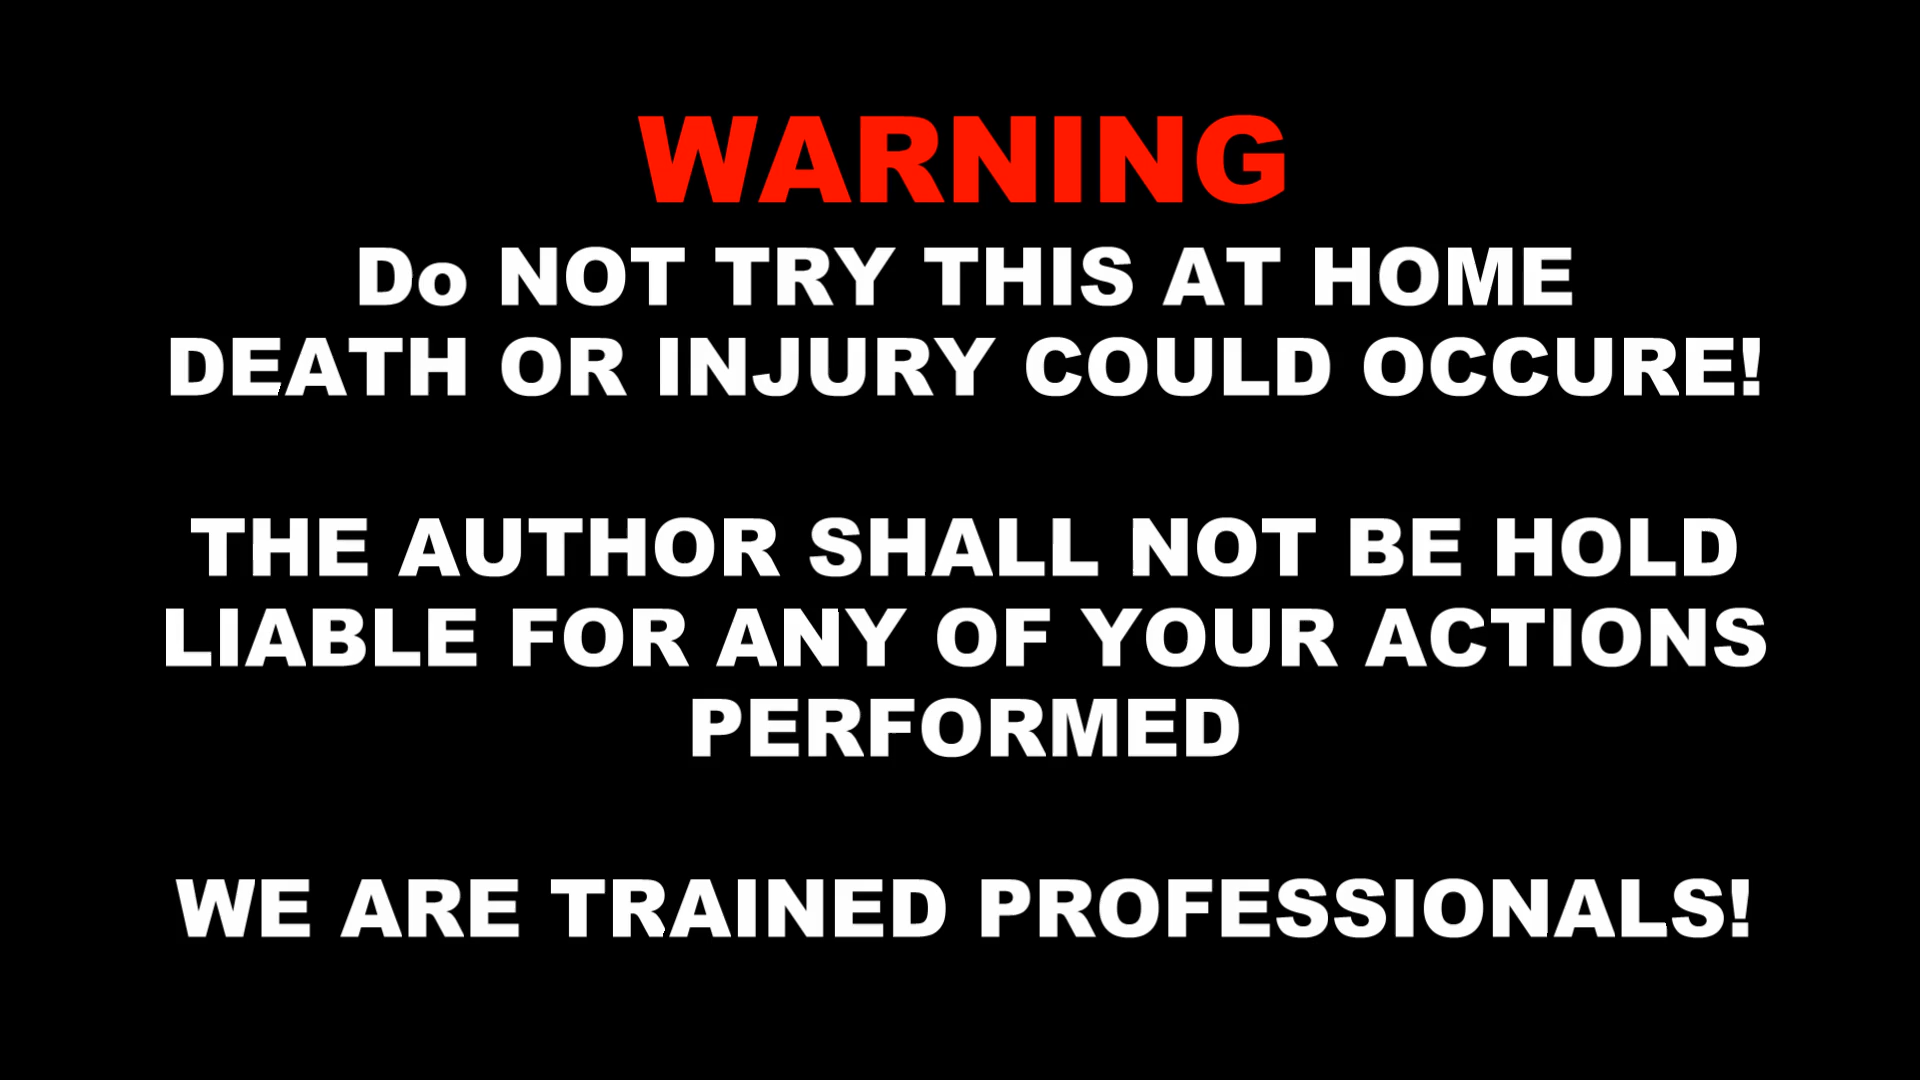 WARNING
Do NOT TRY THIS AT HOME
DEATH OR INJURY COULD OCCURE!
THE AUTHOR SHALL NOT BE HOLD
LIABLE FOR ANY OF YOUR ACTIONS
PERFORMED
WE ARE TRAINED PROFESSIONALS!